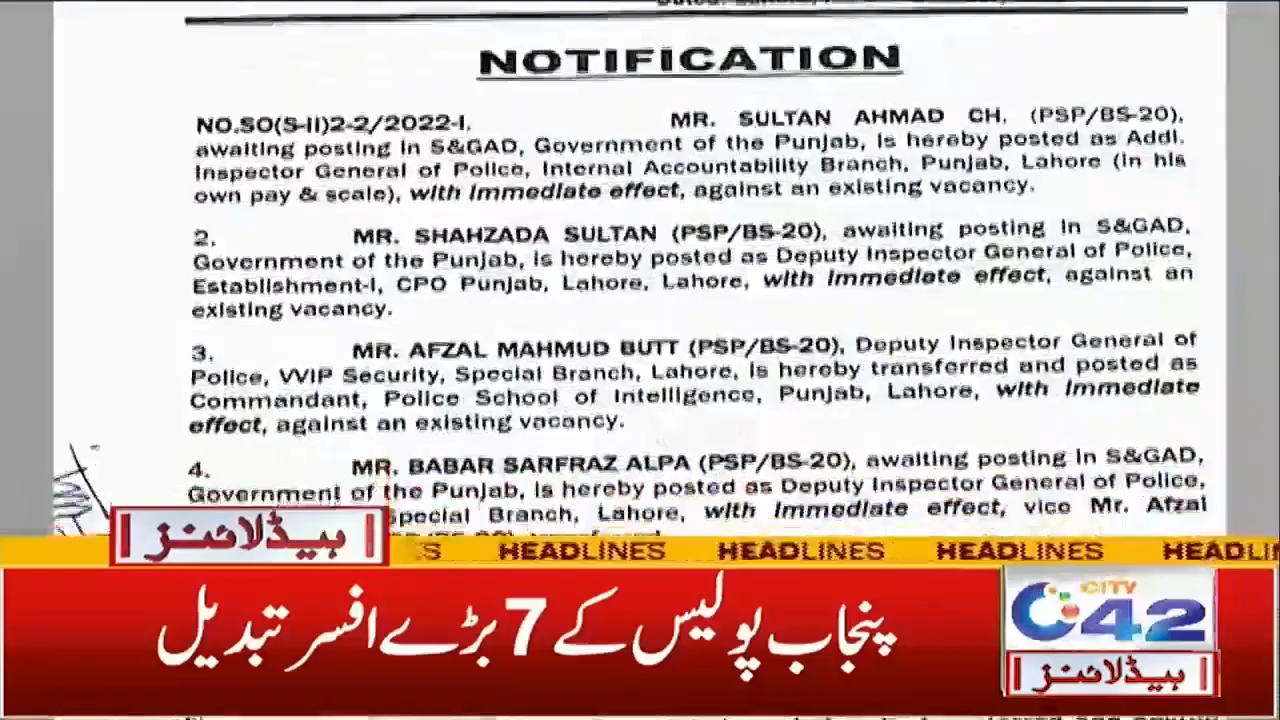 NOTIFICATION
NO.SO(S-II)2-2/2022-I. MR. SULTAN AHMAD CH. (PSP/BS-20),
awaiting posting in S&GAD, Government of the Punjab, is hereby posted as Addl.
Inspector General of Police, Internal Accountability Branch, Punjab, Lahore (in his
own pay & scale), with immediate effect, against an existing vacancy.
2. MR. SHAHZADA SULTAN (PSP/BS-20), awaiting posting in S&GAD,
Government of the Punjab, is hereby posted as Deputy Inspector General of Police,
Establishment-I, CPO Punjab, Lahore, Lahore, with immediate effect, against an
existing vacancy.
3. MR. AFZAL MAHMUD BUTT (PSP/BS-20), Deputy Inspector General of
Police, VVIP Security, Special Branch, Lahore, is hereby transferred and posted as
Commandant, Police School of Intelligence, Punjab, Lahore, with immediate
effect, against an existing vacancy.
4. MR. BABAR SARFRAZ ALPA (PSP/BS-20), awaiting posting in S&GAD,
Government of the Punjab, is hereby posted as Deputy Inspector General of Police,
Special Branch, Lahore, with immediate effect, vice Mr. Afzal
ہیڈلائنز
HEADLINES HEADLINES HEADLINES HEADLI
پنجاب پولیس کے 7 بڑے افسر تبدیل
CITY
42
ہیڈلائنز